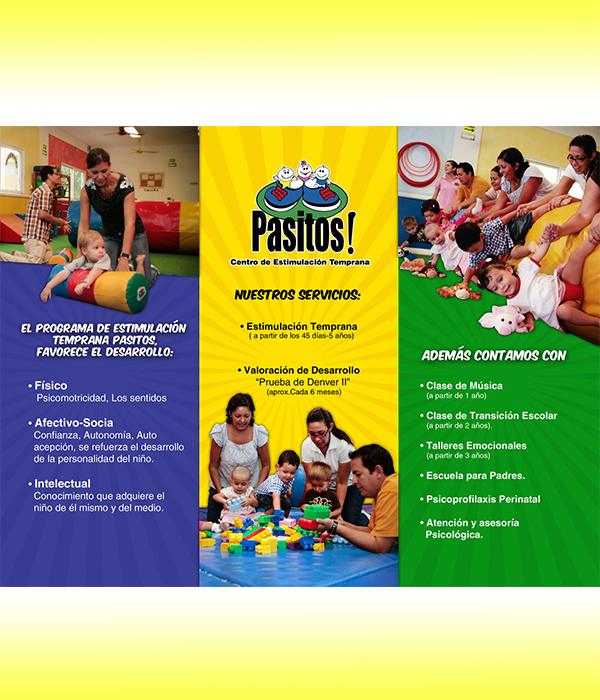 EL PROGRAMA DE ESTIMULACIÓN
TEMPRANA PASITOS,
FAVORECE EL DESARROLLO:
• Físico
Psicomotricidad, Los sentidos
• Afectivo-Socia
Confianza, Autonomía, Auto
acepción, se refuerza el desarrollo
de la personalidad del niño.
• Intelectual
Conocimiento que adquiere el
niño de él mismo y del medio.
Pasitos!
Centro de Estimulación Temprana
NUESTROS SERVICIOS:
• Estimulación Temprana
( a partir de los 45 días-5 años)
• Valoración de Desarrollo
“Prueba de Denver II”
(aprox.Cada 6 meses)
ADEMÁS CONTAMOS CON
• Clase de Música
(a partir de 1 año)
• Clase de Transición Escolar
(a partir de 2 años).
• Talleres Emocionales
(a partir de 3 años)
• Escuela para Padres.
• Psicoprofilaxis Perinatal
• Atención y asesoría
Psicológica.